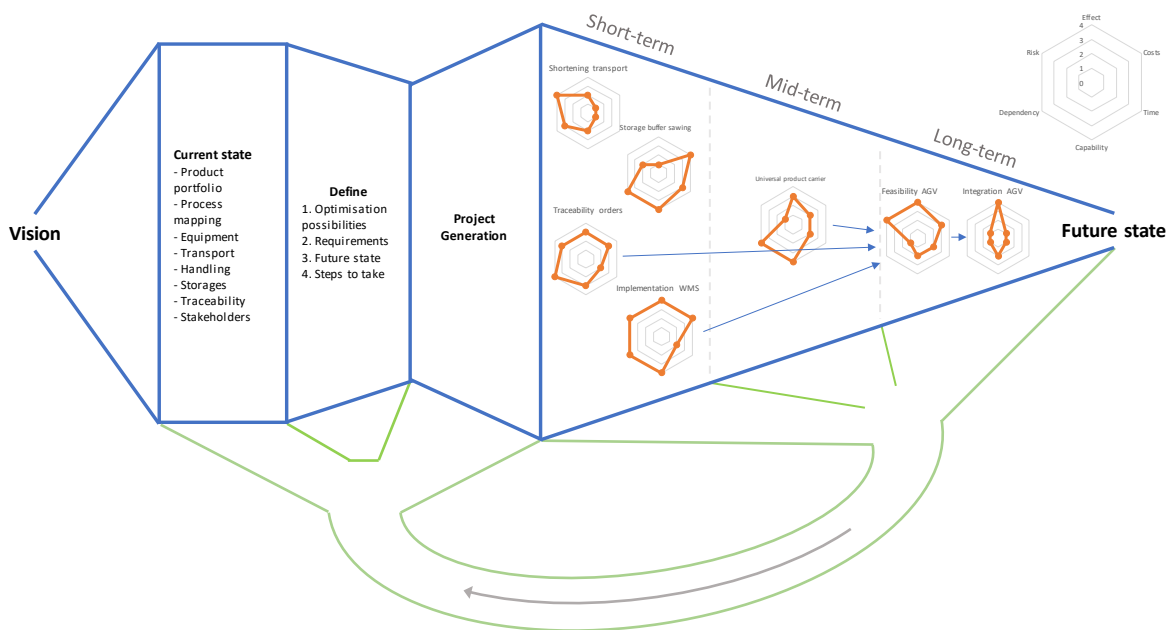 Vision
Current state
- Product
portfolio
- Process
mapping
- Equipment
- Transport
- Handling
- Storages
- Traceability
- Stakeholders
Define
1. Optimisation
possibilities
2. Requirements
3. Future state
4. Steps to take
Project
Generation
Short-term
Mid-term
Long-term
Shortening transport
Storage buffer sawing
Traceability orders
Implementation WMS
Universal product carrier
Feasibility AGV
Integration AGV
Future state
Effect
4
3
2
1
0
Risk
Costs
Dependency
Time
Capability